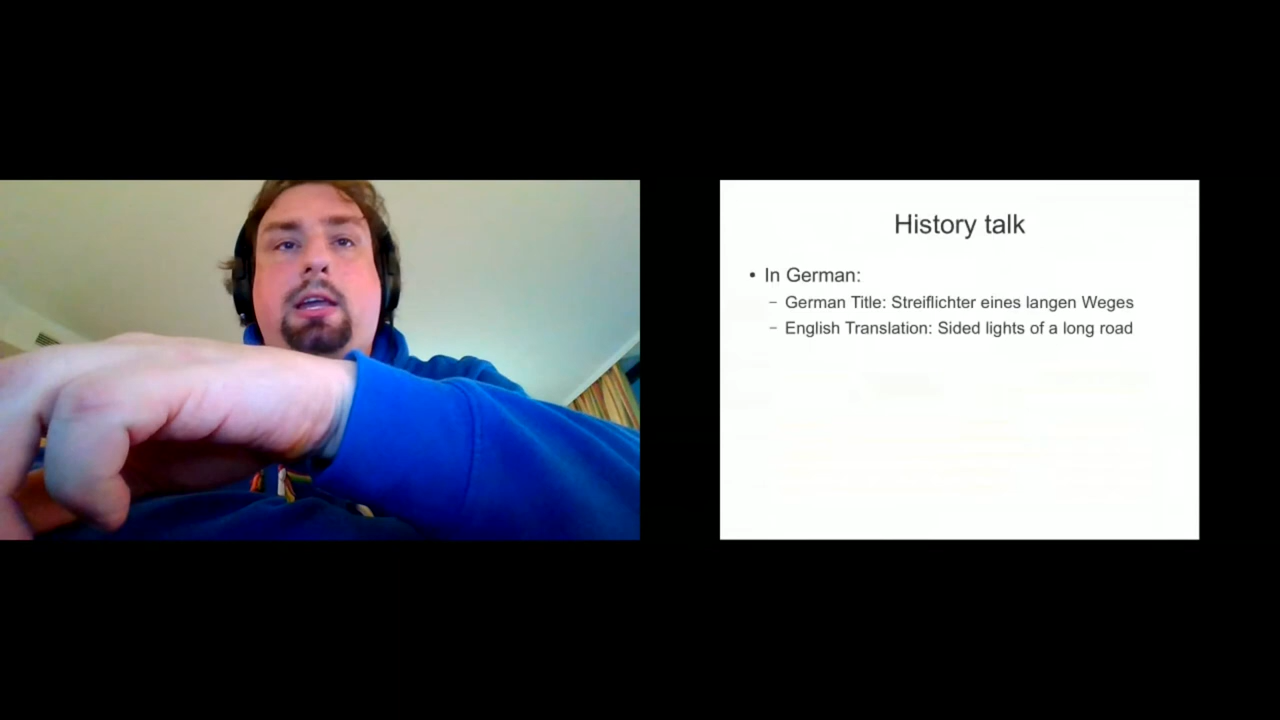 History talk
• In German:
– German Title: Streiflichter eines langen Weges
– English Translation: Sided lights of a long road